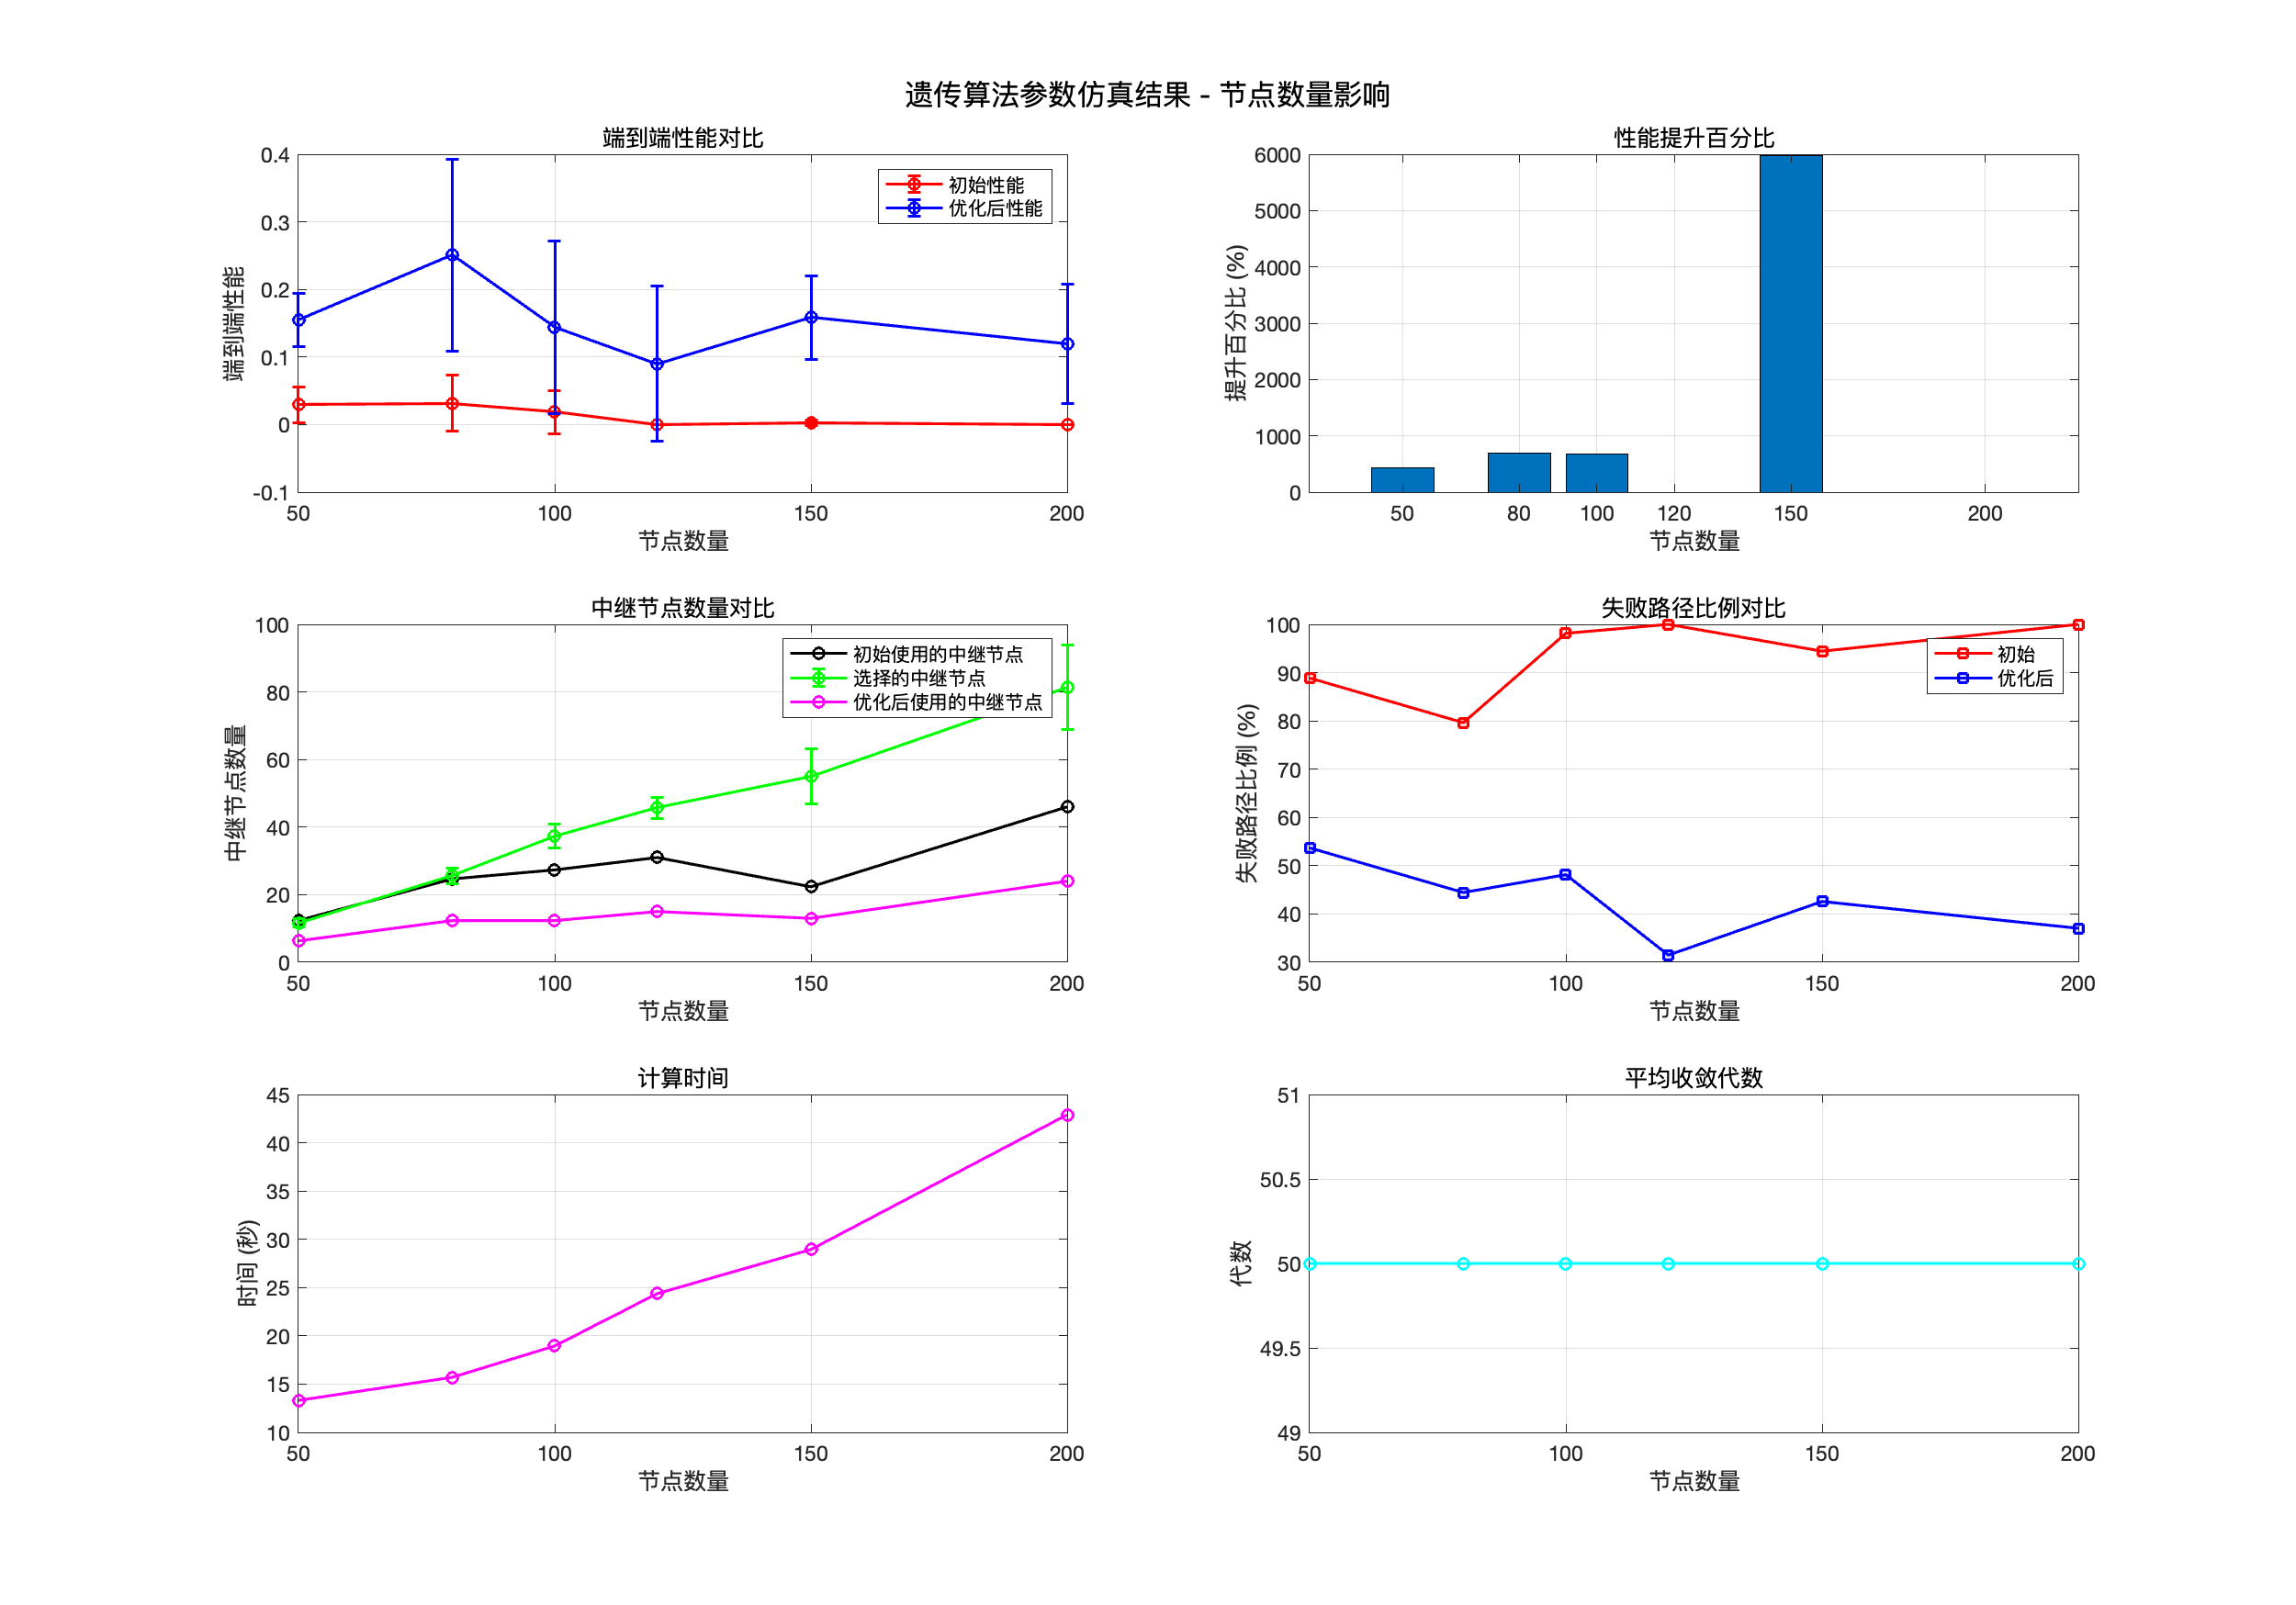 遗传算法参数仿真结果 - 节点数量影响
端到端性能对比
0.4
0.3
0.2
0.1
0
-0.1
端到端性能
初始性能
优化后性能
50
100
150
200
节点数量
性能提升百分比
6000
5000
4000
3000
2000
1000
0
提升百分比 (%)
50
80
100
120
150
200
节点数量
中继节点数量对比
100
80
60
40
20
0
中继节点数量
初始使用的中继节点
选择的中继节点
优化后使用的中继节点
50
100
150
200
节点数量
失败路径比例对比
100
90
80
70
60
50
40
30
失败路径比例 (%)
初始
优化后
50
100
150
200
节点数量
计算时间
45
40
35
30
25
20
15
10
时间 (秒)
50
100
150
200
节点数量
平均收敛代数
51
50.5
50
49.5
49
代数
50
100
150
200
节点数量